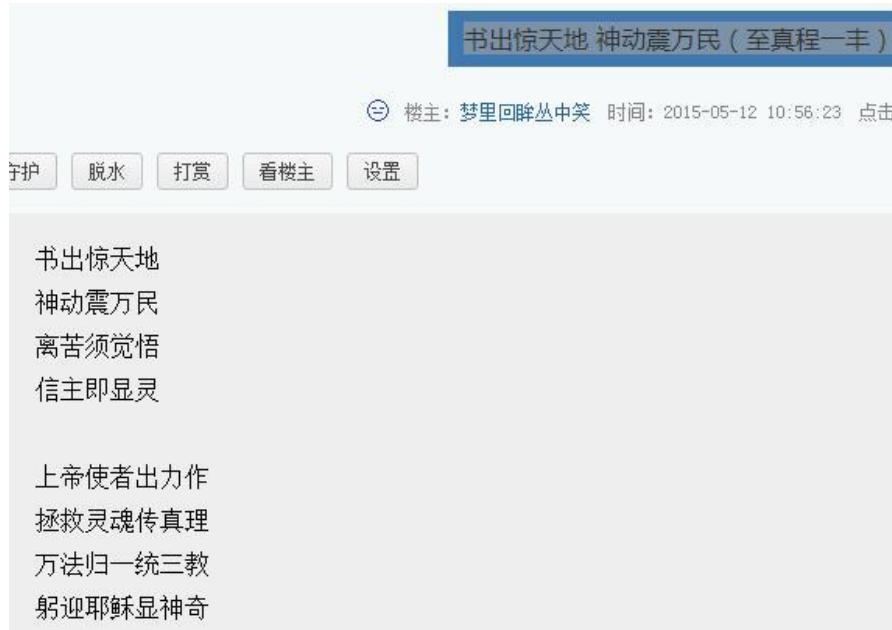 书出惊天地 神动震万民（至真程一丰）
楼主：梦里回眸丛中笑 时间：2015-05-12 10:56:23 点击
守护 脱水 打赏 看楼主 设置
书出惊天地
神动震万民
离苦须觉悟
信主即显灵
上帝使者出力作
拯救灵魂传真理
万法归一统三教
躬迎耶稣显神奇